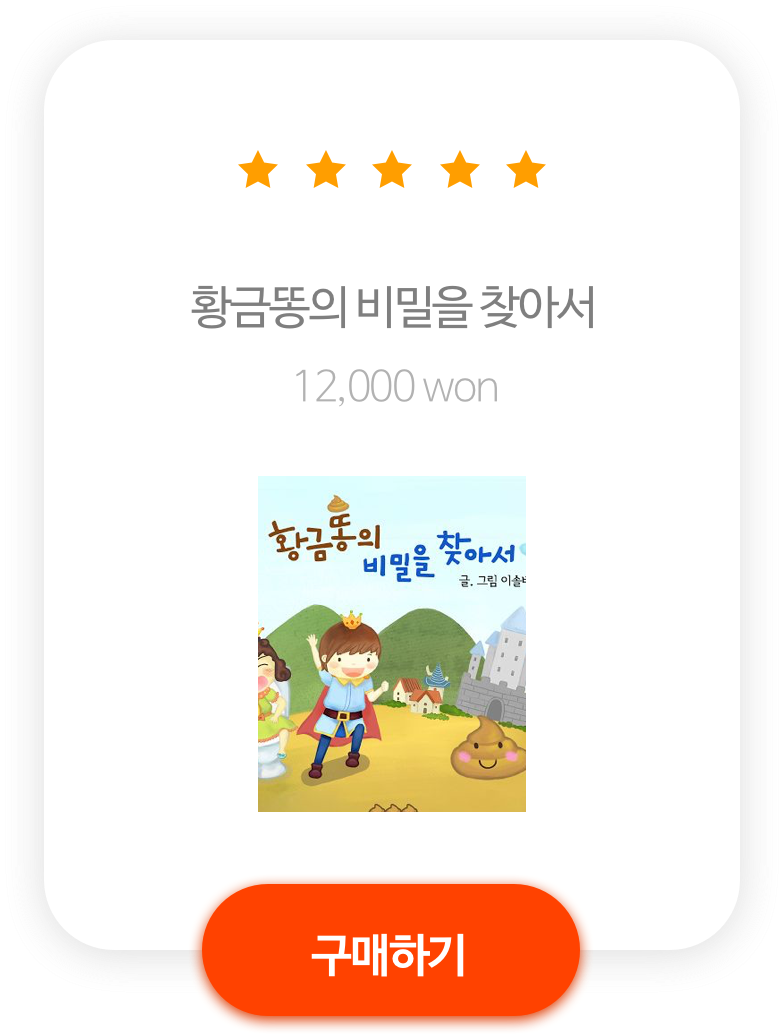 황금똥의 비밀을 찾아서
12,000 won
황금똥의
비밀을 찾아서
글. 그림 이솔
구매하기